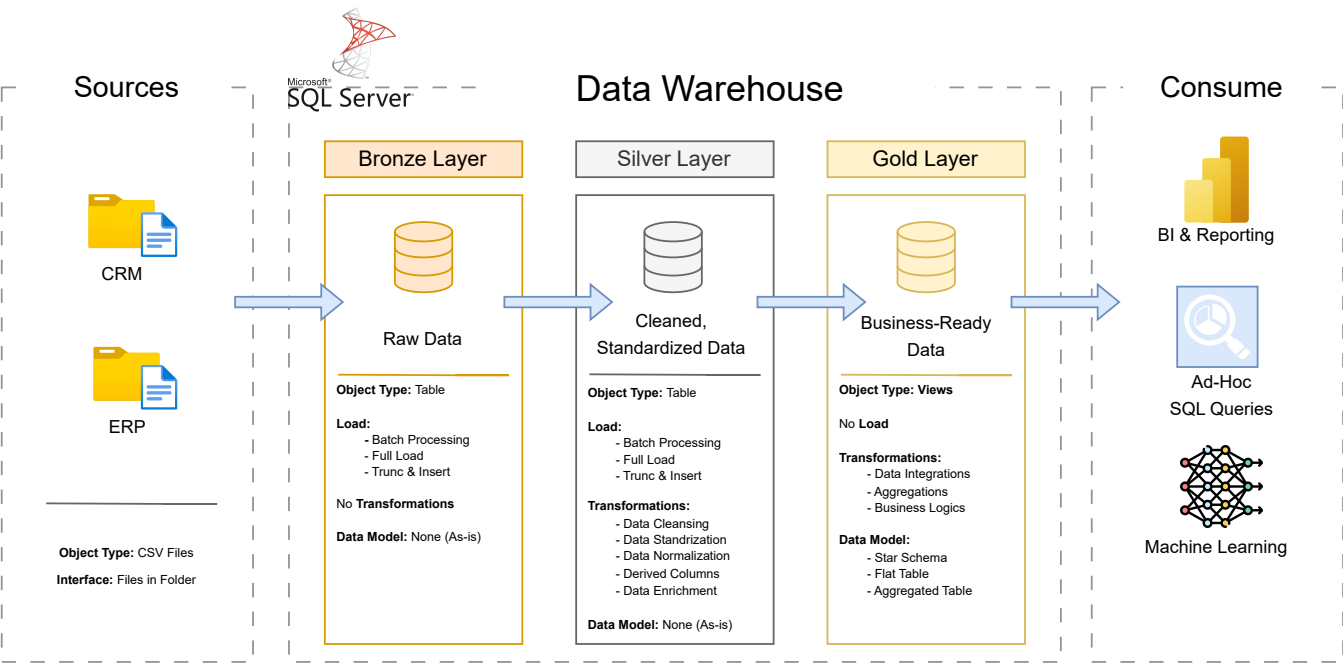 Sources
CRM
ERP
Object Type: CSV Files
Interface: Files in Folder
Microsoft®
SQL Server
Data Warehouse
Bronze Layer
Raw Data
Object Type: Table
Load:
- Batch Processing
- Full Load
- Trunc & Insert
No Transformations
Data Model: None (As-is)
Silver Layer
Cleaned,
Standardized Data
Object Type: Table
Load:
- Batch Processing
- Full Load
- Trunc & Insert
Transformations:
- Data Cleansing
- Data Standrization
- Data Normalization
- Derived Columns
- Data Enrichment
Data Model: None (As-is)
Gold Layer
Business-Ready
Data
Object Type: Views
No Load
Transformations:
- Data Integrations
- Aggregations
- Business Logics
Data Model:
- Star Schema
- Flat Table
- Aggregated Table
Consume
BI & Reporting
Ad-Hoc
SQL Queries
Machine Learning